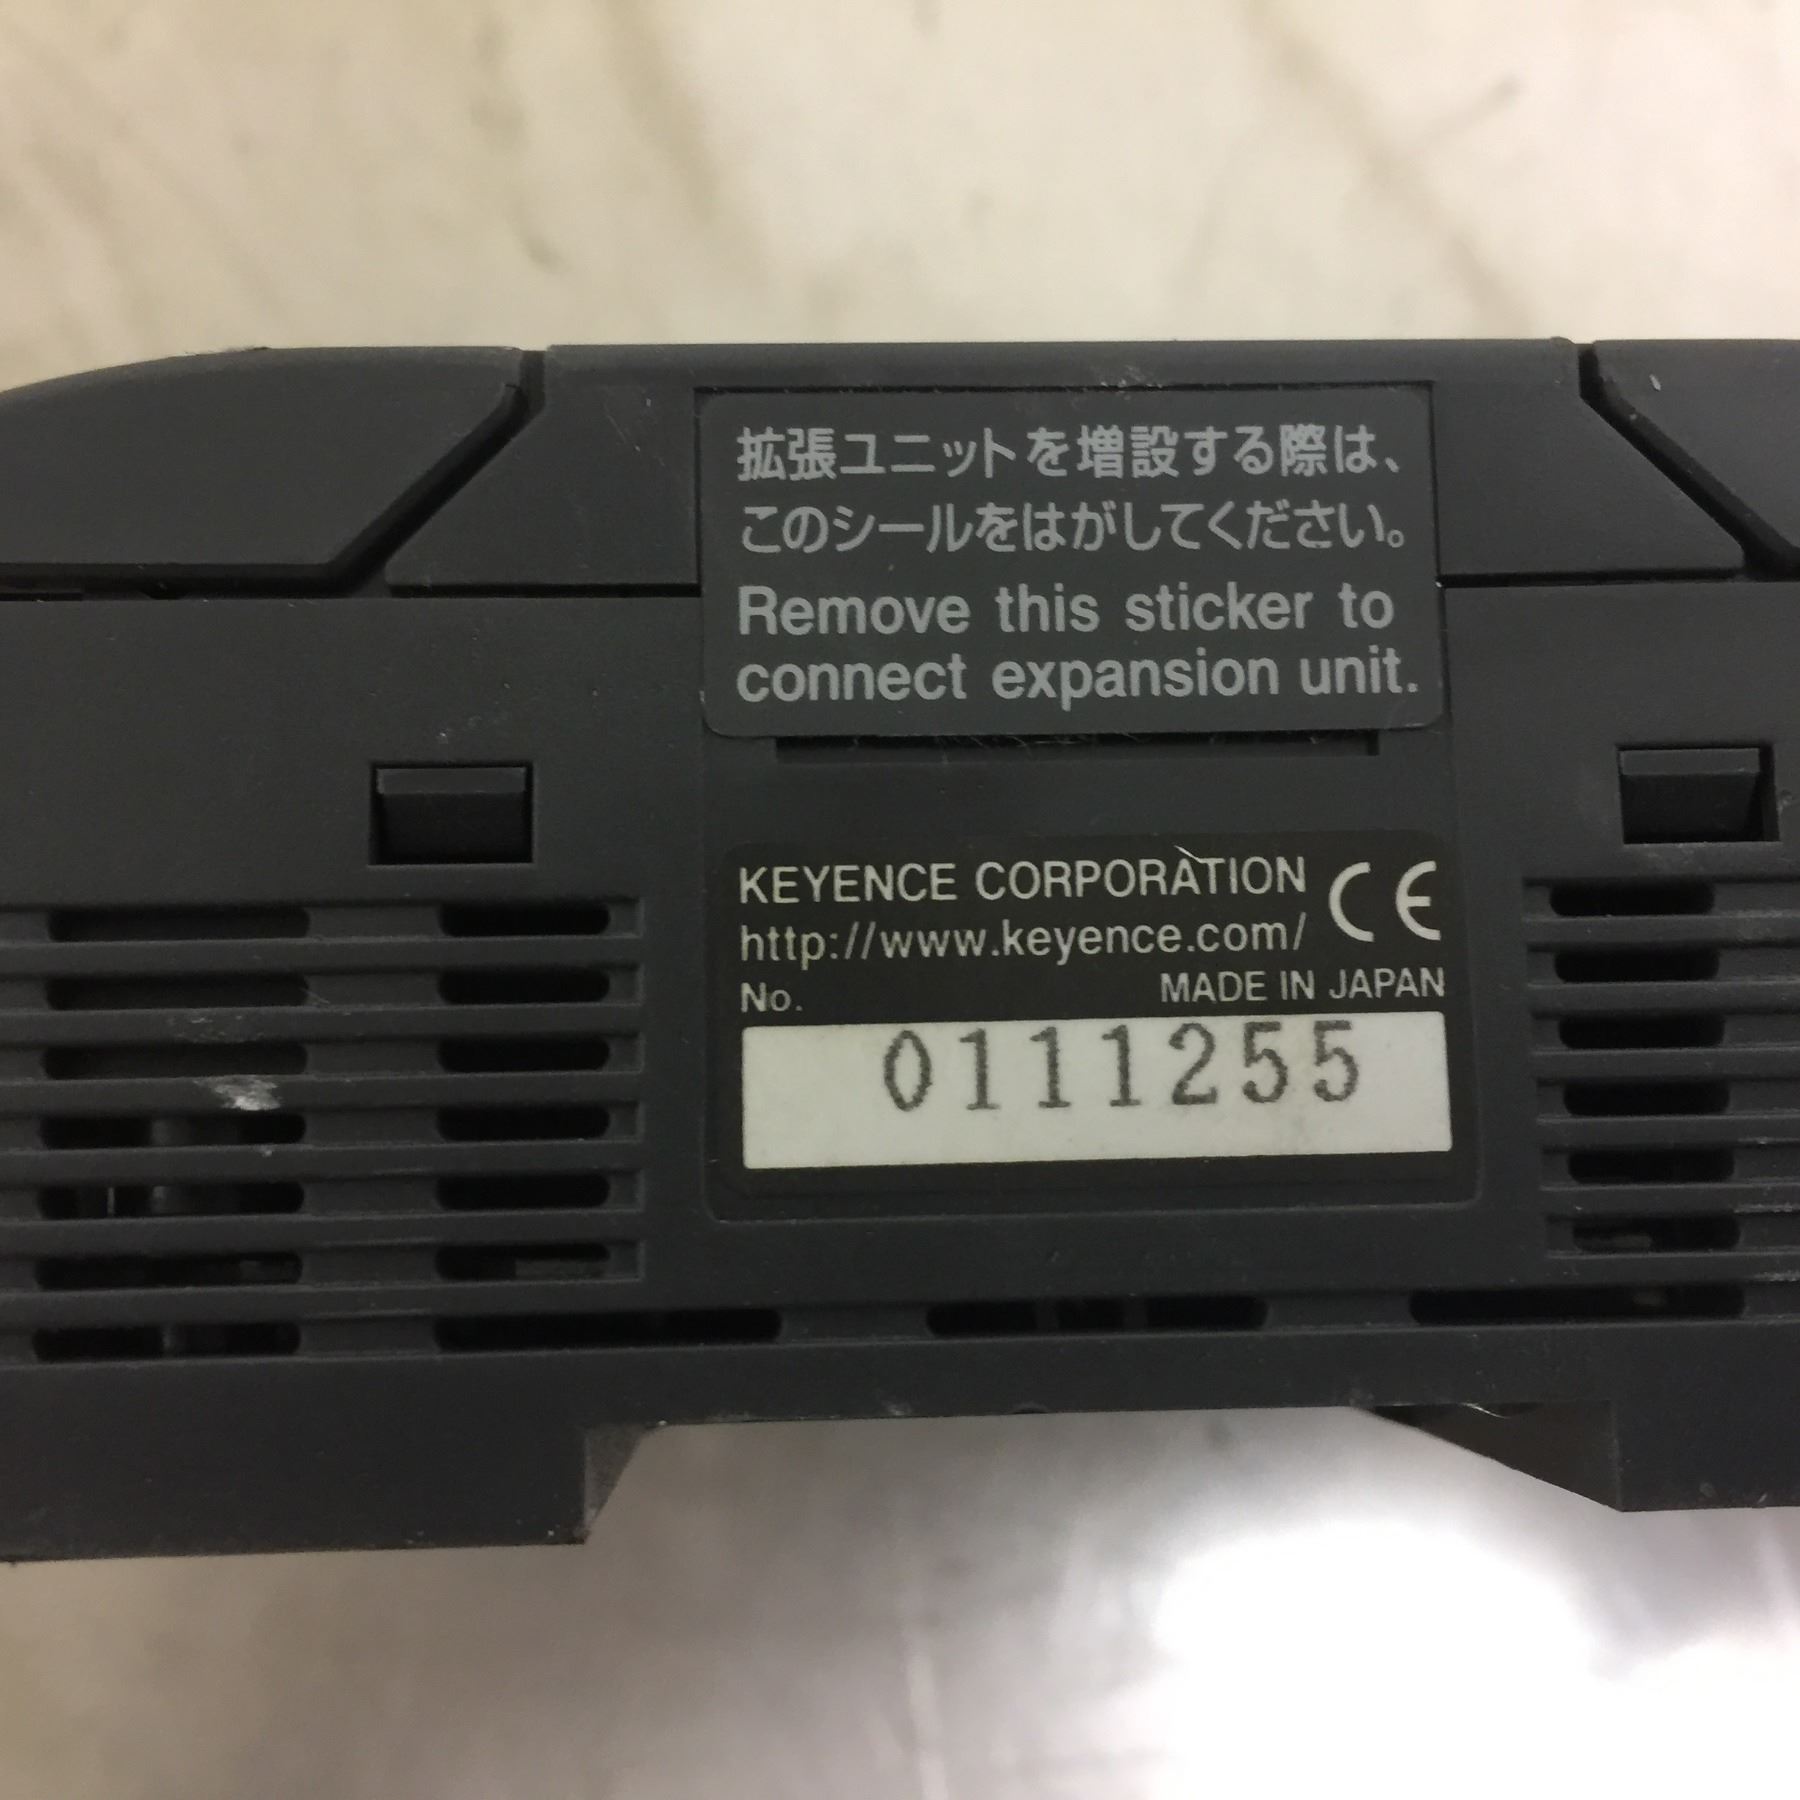 拡張ユニットを増設する際は、
このシールをはがしてください。
Remove this sticker to
connect expansion unit.
KEYENCE CORPORATION CE
http://www.keyence.com/
No. MADE IN JAPAN
0111255